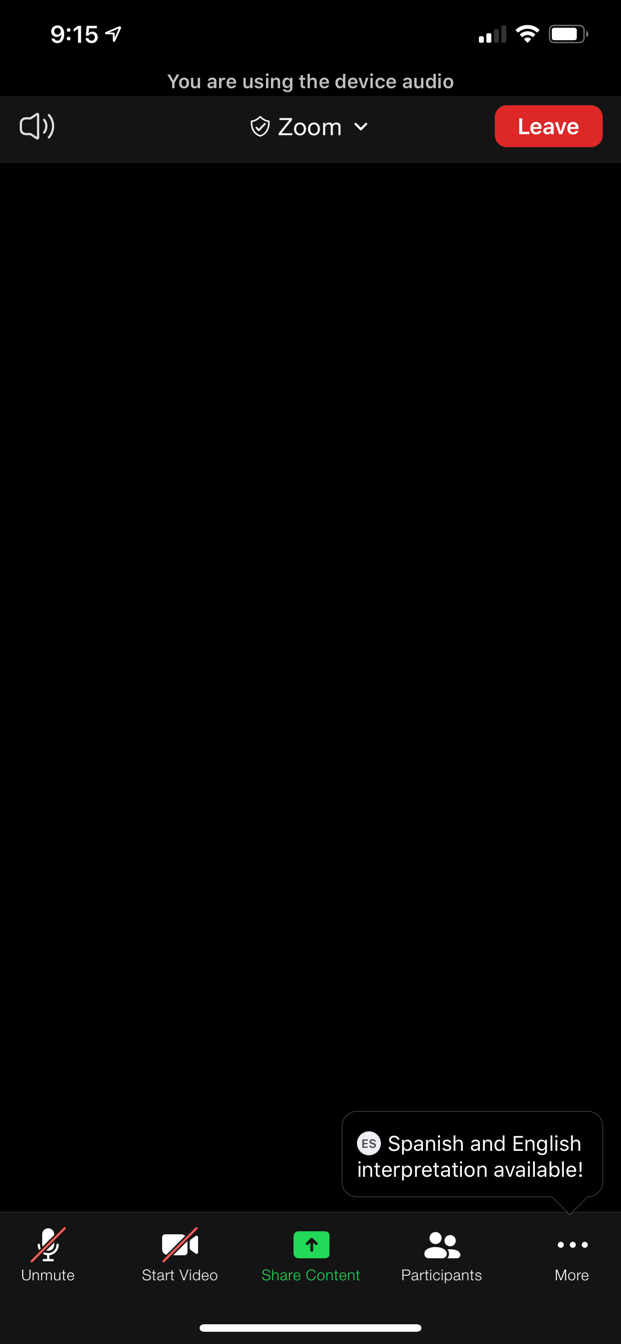 9:15
You are using the device audio
Zoom
Leave
ES Spanish and English
interpretation available!
Unmute
Start Video
Share Content
Participants
More